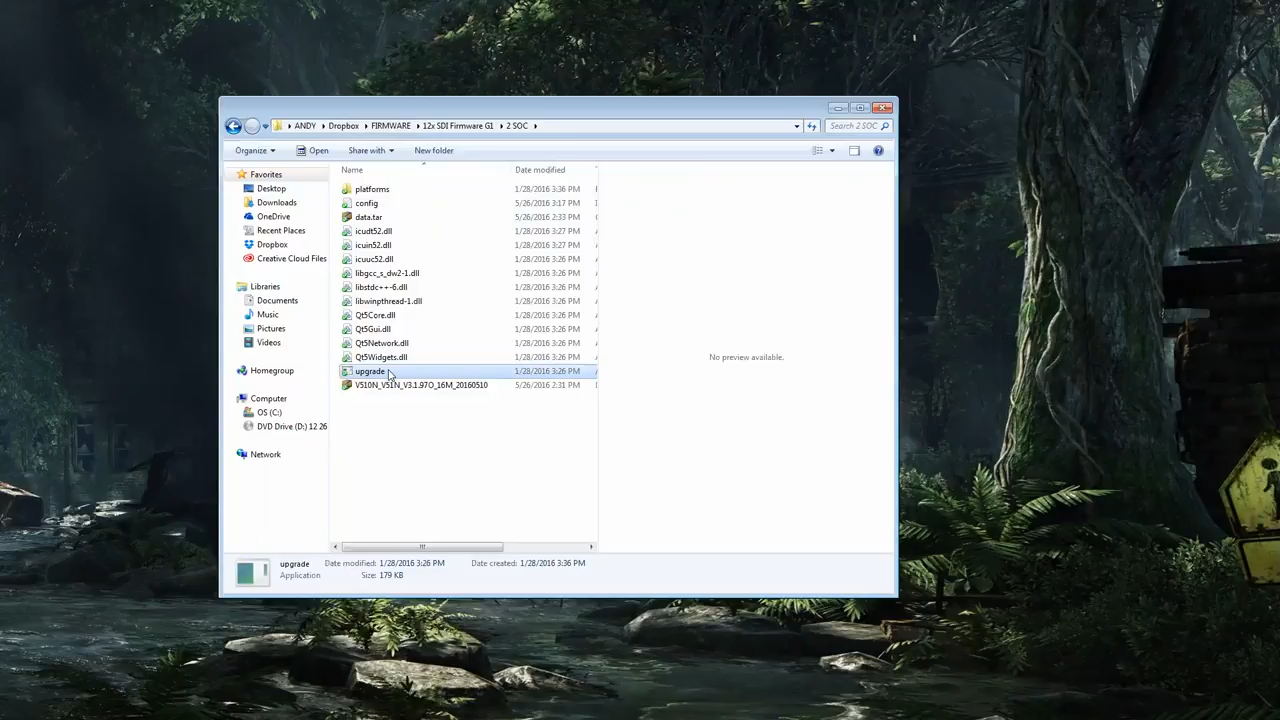 ANDY Dropbox FIRMWARE 12x SDI Firmware G1 2 SOC
Search 2 SOC
Organize Open Share with New folder
Favorites
Desktop
Downloads
OneDrive
Recent Places
Dropbox
Creative Cloud Files
Libraries
Documents
Music
Pictures
Videos
Homegroup
Computer
OS (C:)
DVD Drive (D:) 12 26
Network
Name Date modified
platforms 1/28/2016 3:36 PM
config 5/26/2016 3:17 PM
data.tar 5/26/2016 2:33 PM
icudt52.dll 1/28/2016 3:27 PM
icuin52.dll 1/28/2016 3:27 PM
icuuc52.dll 1/28/2016 3:26 PM
libgcc_s_dw2-1.dll 1/28/2016 3:26 PM
libstdc++-6.dll 1/28/2016 3:26 PM
libwinpthread-1.dll 1/28/2016 3:26 PM
Qt5Core.dll 1/28/2016 3:26 PM
Qt5Gui.dll 1/28/2016 3:26 PM
Qt5Network.dll 1/28/2016 3:26 PM
Qt5Widgets.dll 1/28/2016 3:26 PM
upgrade 1/28/2016 3:26 PM
V510N_V51N_V3.1.97O_16M_20160510 5/26/2016 2:31 PM
No preview available.
upgrade Date modified: 1/28/2016 3:26 PM Date created: 1/28/2016 3:36 PM
Application Size: 179 KB